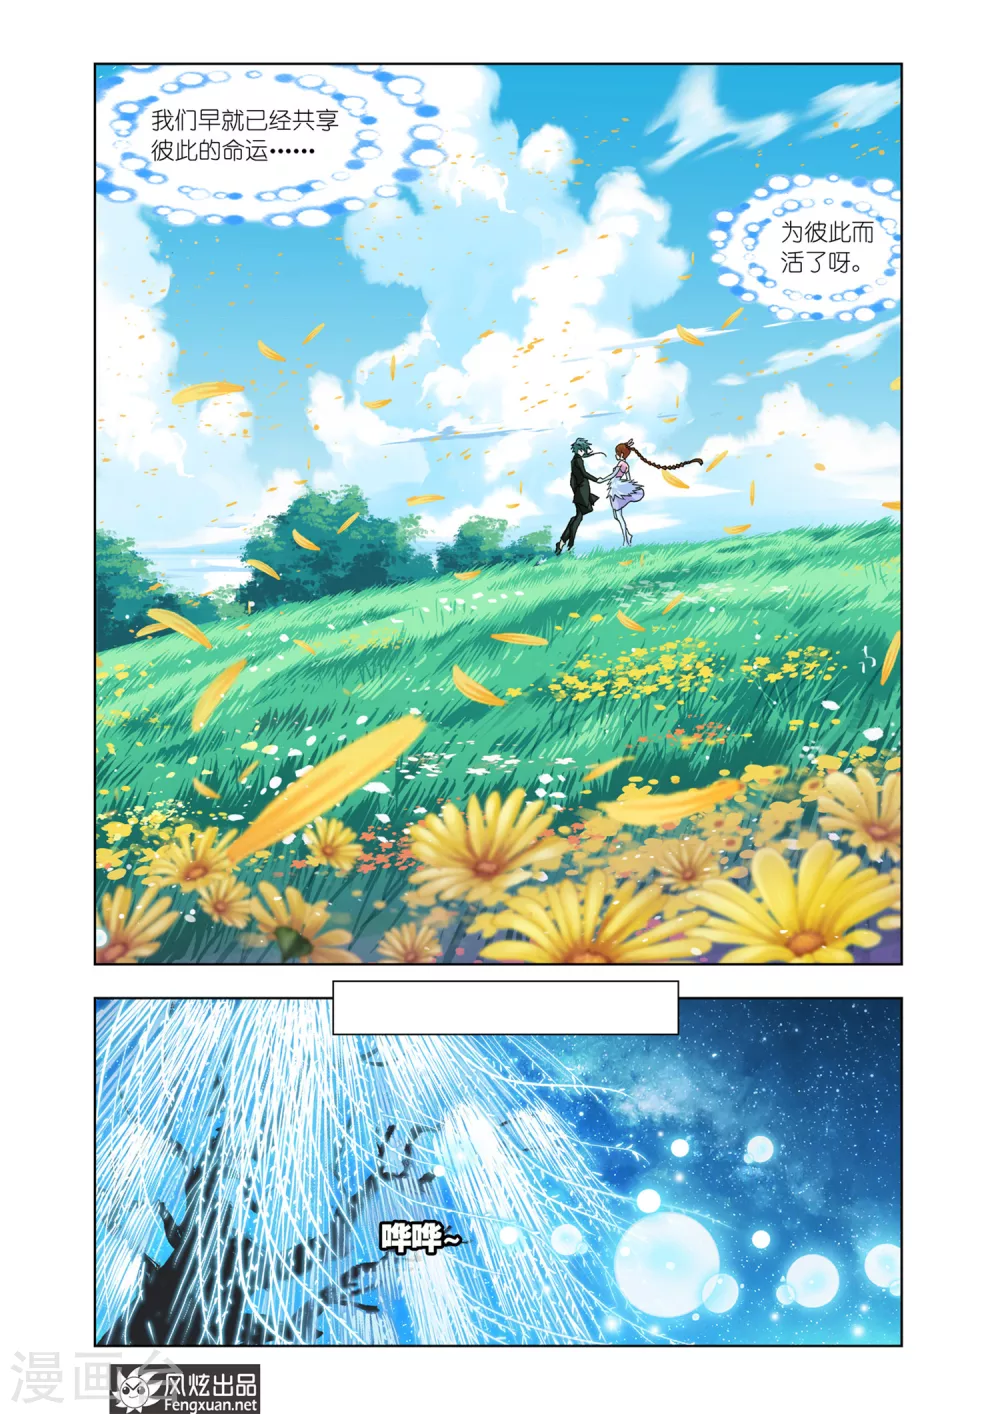 我们早就已经共享
彼此的命运……
为彼此而
活了呀。
哗哗~
漫画台
风炫出品
Fengxuan.net